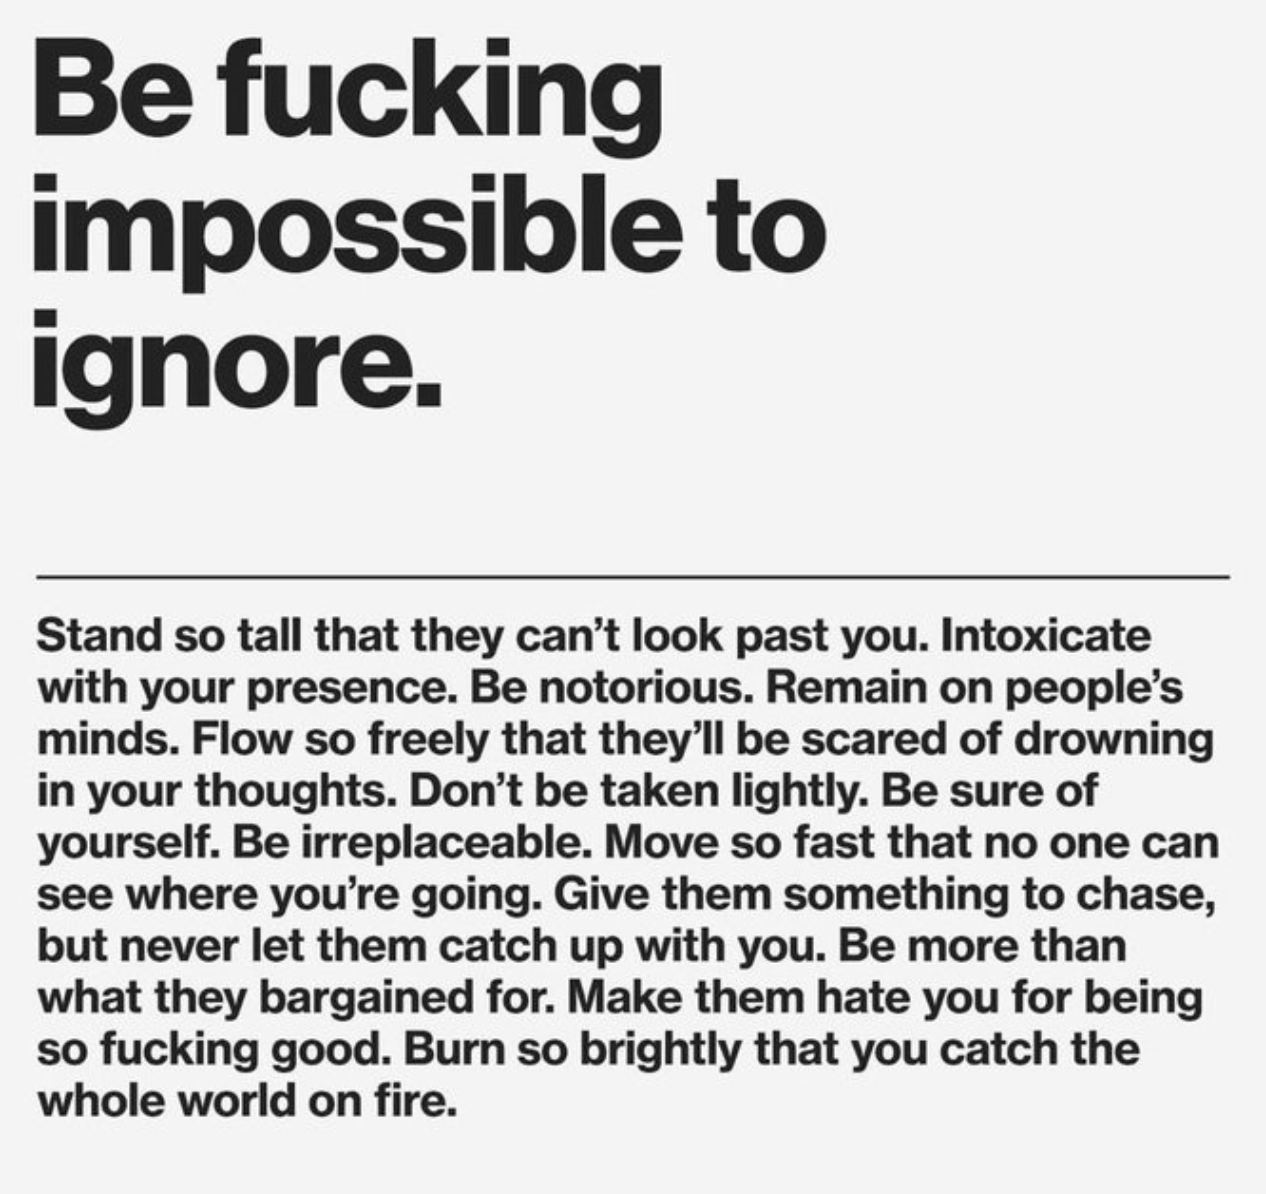 Be fucking
impossible to
ignore.
Stand so tall that they can’t look past you. Intoxicate
with your presence. Be notorious. Remain on people’s
minds. Flow so freely that they’ll be scared of drowning
in your thoughts. Don’t be taken lightly. Be sure of
yourself. Be irreplaceable. Move so fast that no one can
see where you’re going. Give them something to chase,
but never let them catch up with you. Be more than
what they bargained for. Make them hate you for being
so fucking good. Burn so brightly that you catch the
whole world on fire.